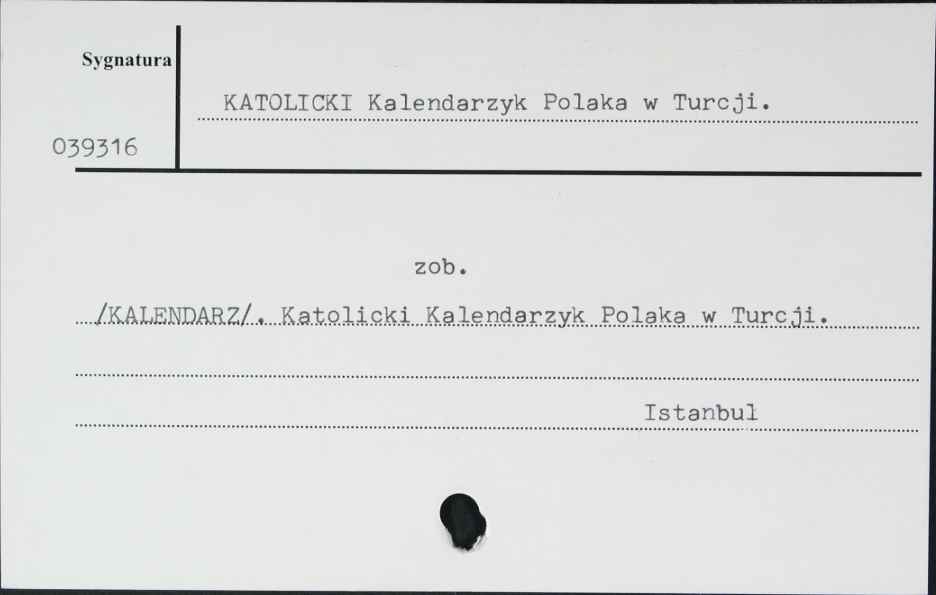 Sygnatura
KATOLICKI Kalendarzyk Polaka w Turcji.
039316
zob.
/KALENDARZ/. Katolicki Kalendarzyk Polaka w Turcji.
Istanbul